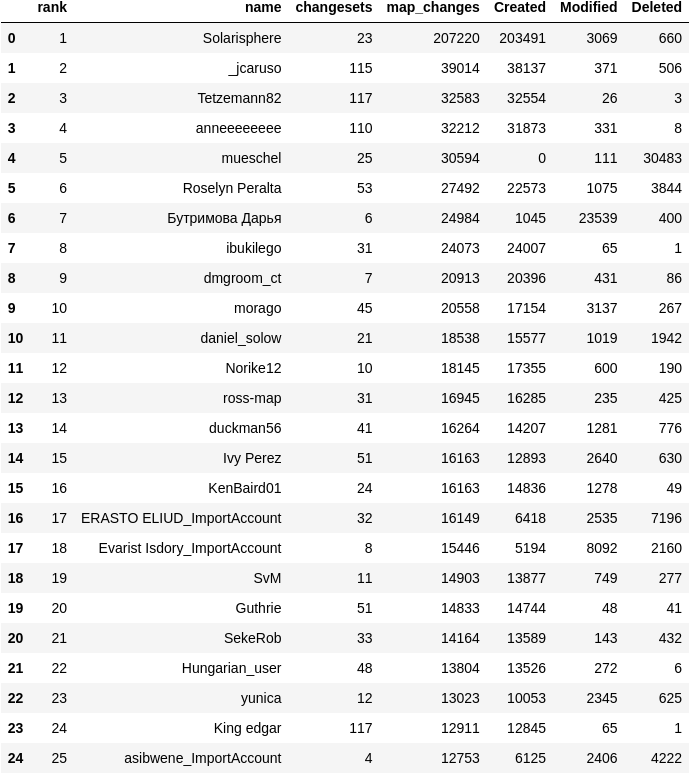 rank name changesets map_changes Created Modified Deleted
0 1 Solarisphere 23 207220 203491 3069 660
1 2 _jcaruso 115 39014 38137 371 506
2 3 Tetzemann82 117 32583 32554 26 3
3 4 anneeeeeeee 110 32212 31873 331 8
4 5 mueschel 25 30594 0 111 30483
5 6 Roselyn Peralta 53 27492 22573 1075 3844
6 7 Бутримова Дарья 6 24984 1045 23539 400
7 8 ibukilego 31 24073 24007 65 1
8 9 dmgroom_ct 7 20913 20396 431 86
9 10 morago 45 20558 17154 3137 267
10 11 daniel_solow 21 18538 15577 1019 1942
11 12 Norike12 10 18145 17355 600 190
12 13 ross-map 31 16945 16285 235 425
13 14 duckman56 41 16264 14207 1281 776
14 15 Ivy Perez 51 16163 12893 2640 630
15 16 KenBaird01 24 16163 14836 1278 49
16 17 ERASTO ELIUD_ImportAccount 32 16149 6418 2535 7196
17 18 Evarist Isdory_ImportAccount 8 15446 5194 8092 2160
18 19 SvM 11 14903 13877 749 277
19 20 Guthrie 51 14833 14744 48 41
20 21 SekeRob 33 14164 13589 143 432
21 22 Hungarian_user 48 13804 13526 272 6
22 23 yunica 12 13023 10053 2345 625
23 24 King edgar 117 12911 12845 65 1
24 25 asibwene_ImportAccount 4 12753 6125 2406 4222